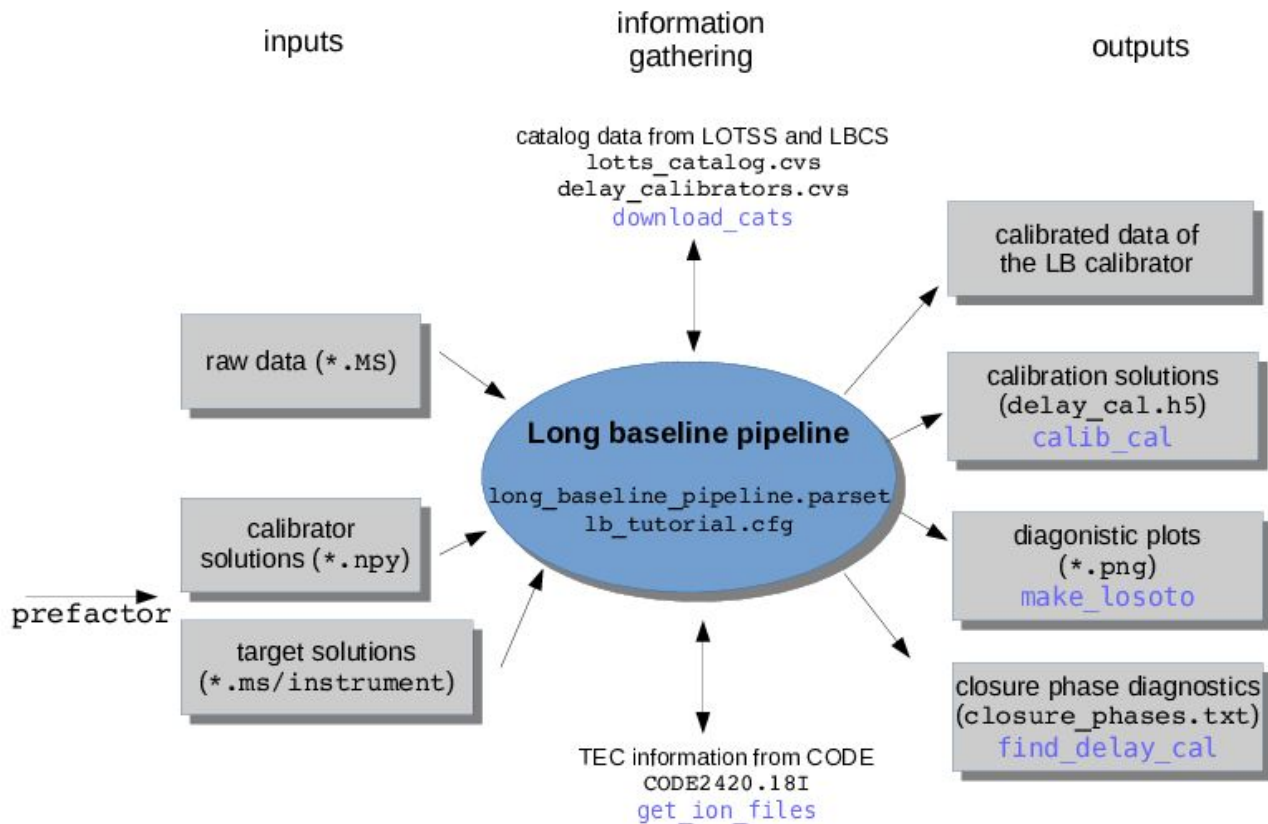 inputs
information
gathering
outputs
catalog data from LOTSS and LBCS
lotts_catalog.cvs
delay_calibrators.cvs
download_cats
raw data (*.MS)
calibrator
solutions (*.npy)
prefactor
target solutions
(*.ms/instrument)
Long baseline pipeline
long_baseline_pipeline.parset
lb_tutorial.cfg
TEC information from CODE
CODE2420.18I
get_ion_files
calibrated data of
the LB calibrator
calibration solutions
(delay_cal.h5)
calib_cal
diagonistic plots
(*.png)
make_losoto
closure phase diagnostics
(closure_phases.txt)
find_delay_cal